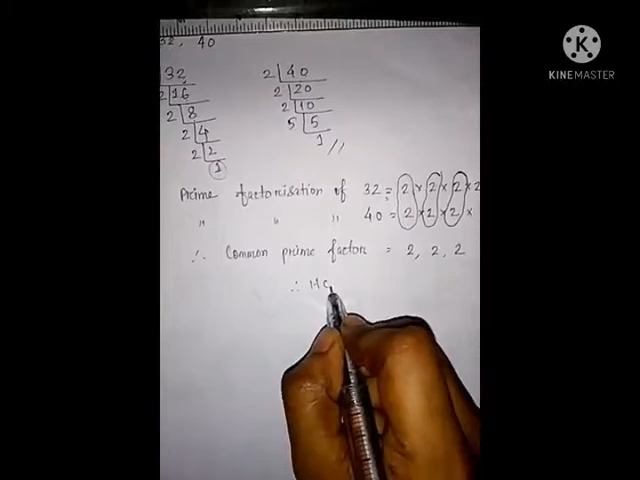 32, 40
32
2 16
2 8
2 4
2 2
1
2 40
2 20
2 10
5 5
1 //
Prime factorisation of 32 = 2 × 2 × 2 × 2
" " " 40 = 2 × 2 × 2 ×
∴ Common prime factor = 2, 2, 2
∴ HC
KINEMASTER